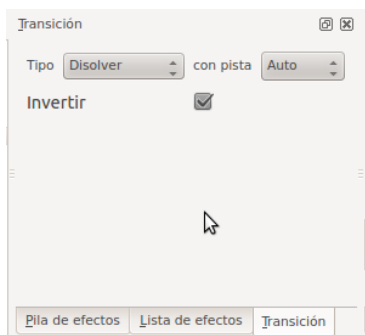 Transición
Tipo Disolver con pista Auto
Invertir
Pila de efectos Lista de efectos Transición